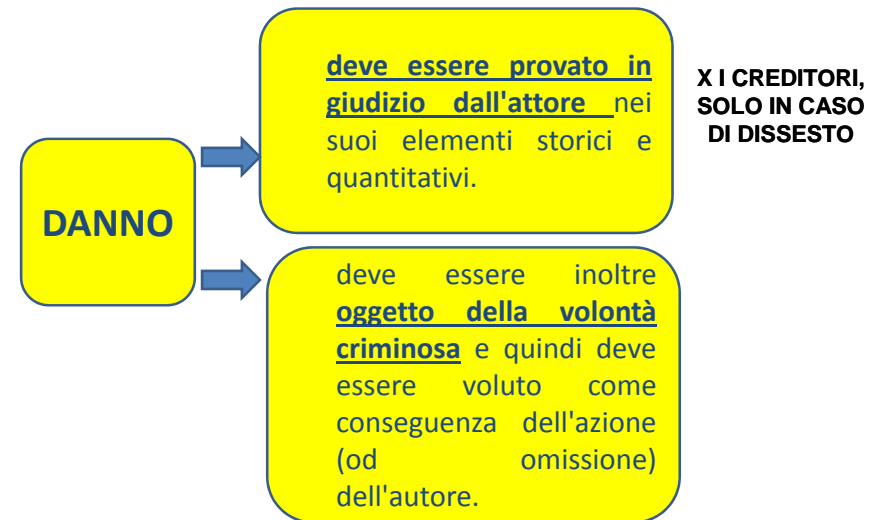 DANNO
deve essere provato in
giudizio dall'attore nei
suoi elementi storici e
quantitativi.
X I CREDITORI,
SOLO IN CASO
DI DISSESTO
deve essere inoltre
oggetto della volontà
criminosa e quindi deve
essere voluto come
conseguenza dell'azione
(od omissione)
dell'autore.